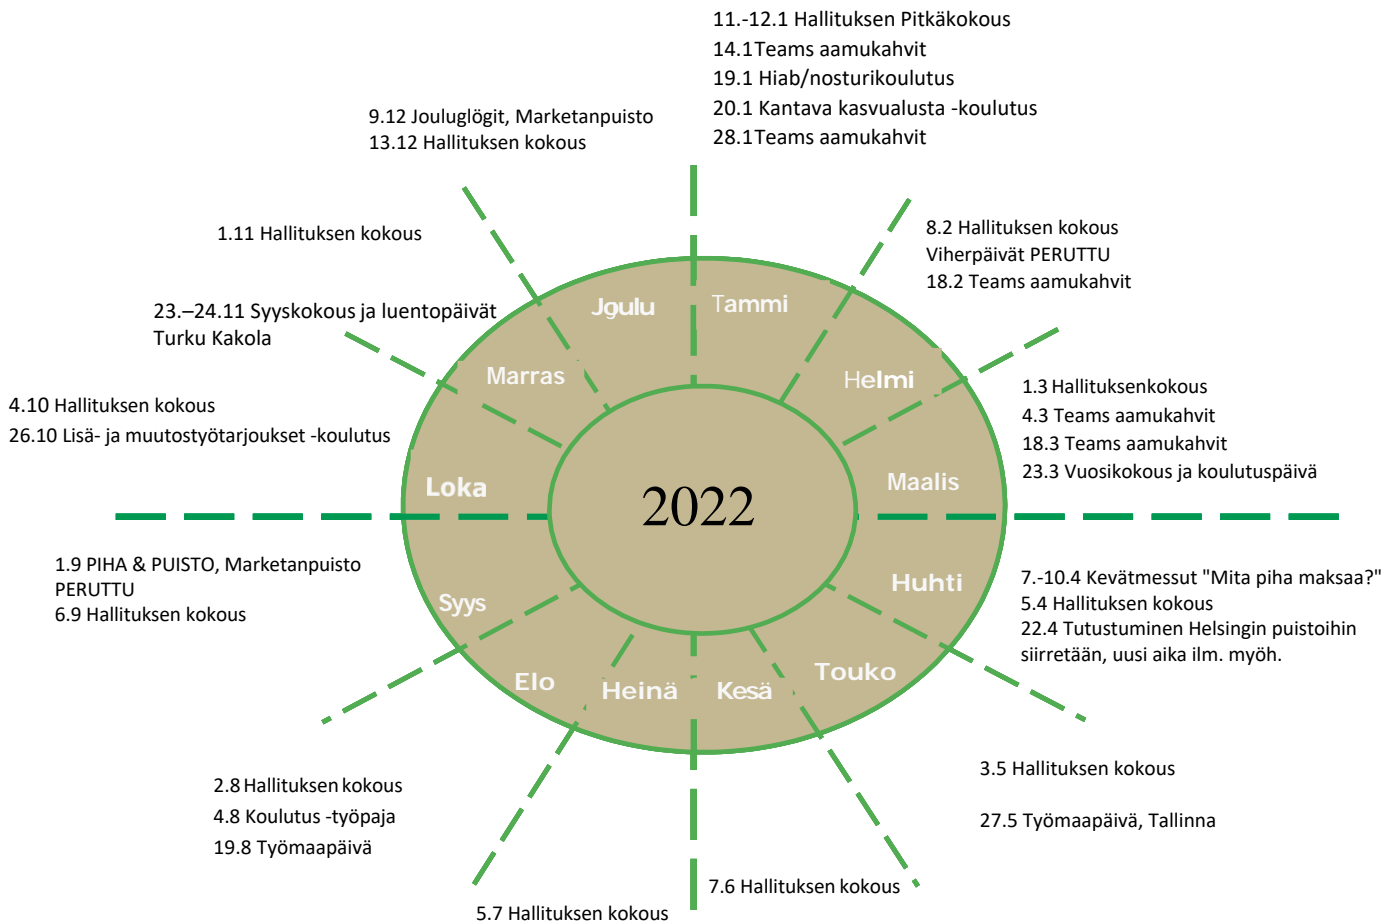 11.-12.1 Hallituksen Pitkäkokous
14.1Teams aamukahvit
19.1 Hiab/nosturikoulutus
20.1 Kantava kasvualusta -koulutus
28.1Teams aamukahvit
9.12 Jouluglögit, Marketanpuisto
13.12 Hallituksen kokous
8.2 Hallituksen kokous
Viherpäivät PERUTTU
18.2 Teams aamukahvit
1.11 Hallituksen kokous
23.–24.11 Syyskokous ja luentopäivät
Turku Kakola
Joulu
Tammi
Marras
Helmi
1.3 Hallituksenkokous
4.3 Teams aamukahvit
18.3 Teams aamukahvit
23.3 Vuosikokous ja koulutuspäivä
4.10 Hallituksen kokous
26.10 Lisä- ja muutostyötarjoukset -koulutus
Loka
Maalis
2022
1.9 PIHA & PUISTO, Marketanpuisto
PERUTTU
6.9 Hallituksen kokous
Syys
Huhti
7.-10.4 Kevätmessut "Mita piha maksaa?"
5.4 Hallituksen kokous
22.4 Tutustuminen Helsingin puistoihin
siirretään, uusi aika ilm. myöh.
Elo
Heinä
Kesä
Touko
2.8 Hallituksen kokous
4.8 Koulutus -työpaja
19.8 Työmaapäivä
3.5 Hallituksen kokous
27.5 Työmaapäivä, Tallinna
7.6 Hallituksen kokous
5.7 Hallituksen kokous